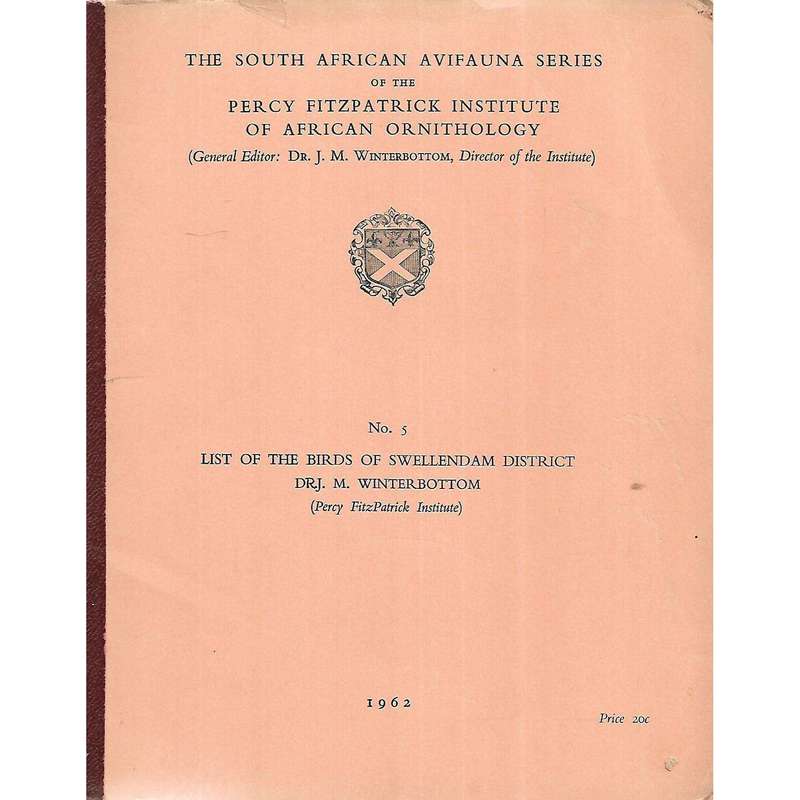 THE SOUTH AFRICAN AVIFAUNA SERIES
OF THE
PERCY FITZPATRICK INSTITUTE
OF AFRICAN ORNITHOLOGY
(General Editor: DR. J. M. WINTERBOTTOM, Director of the Institute)
No. 5
LIST OF THE BIRDS OF SWELLENDAM DISTRICT
DR.J. M. WINTERBOTTOM
(Percy FitzPatrick Institute)
1962
Price 20c